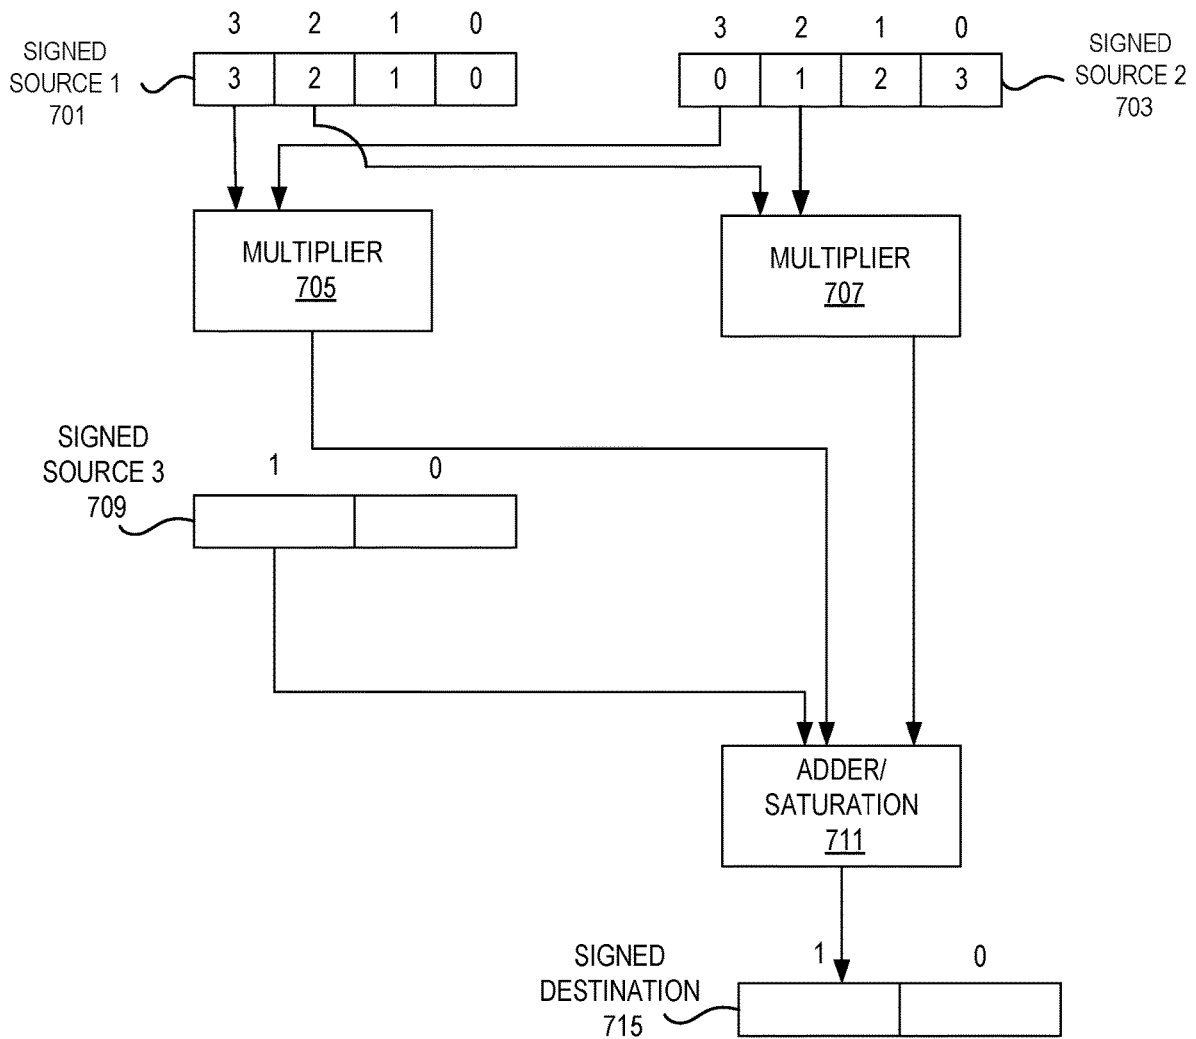 3 2 1 0
3 2 1 0
SIGNED
SOURCE 1
701
3 2 1 0
0 1 2 3
SIGNED
SOURCE 2
703
MULTIPLIER
705
MULTIPLIER
707
SIGNED
SOURCE 3
709
1 0
ADDER/
SATURATION
711
SIGNED
DESTINATION
715
1 0